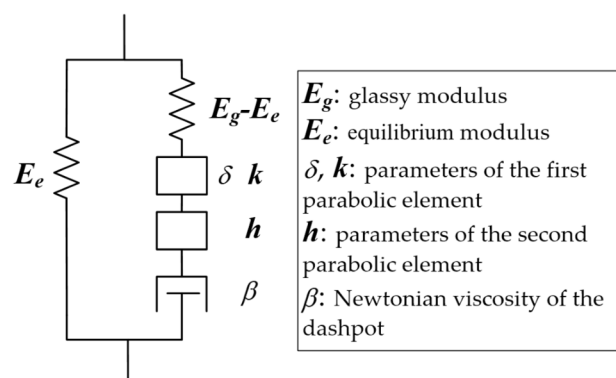 E_g-E_e
E_e
δ k
h
β
E_g: glassy modulus
E_e: equilibrium modulus
δ, k: parameters of the first
parabolic element
h: parameters of the second
parabolic element
β: Newtonian viscosity of the
dashpot